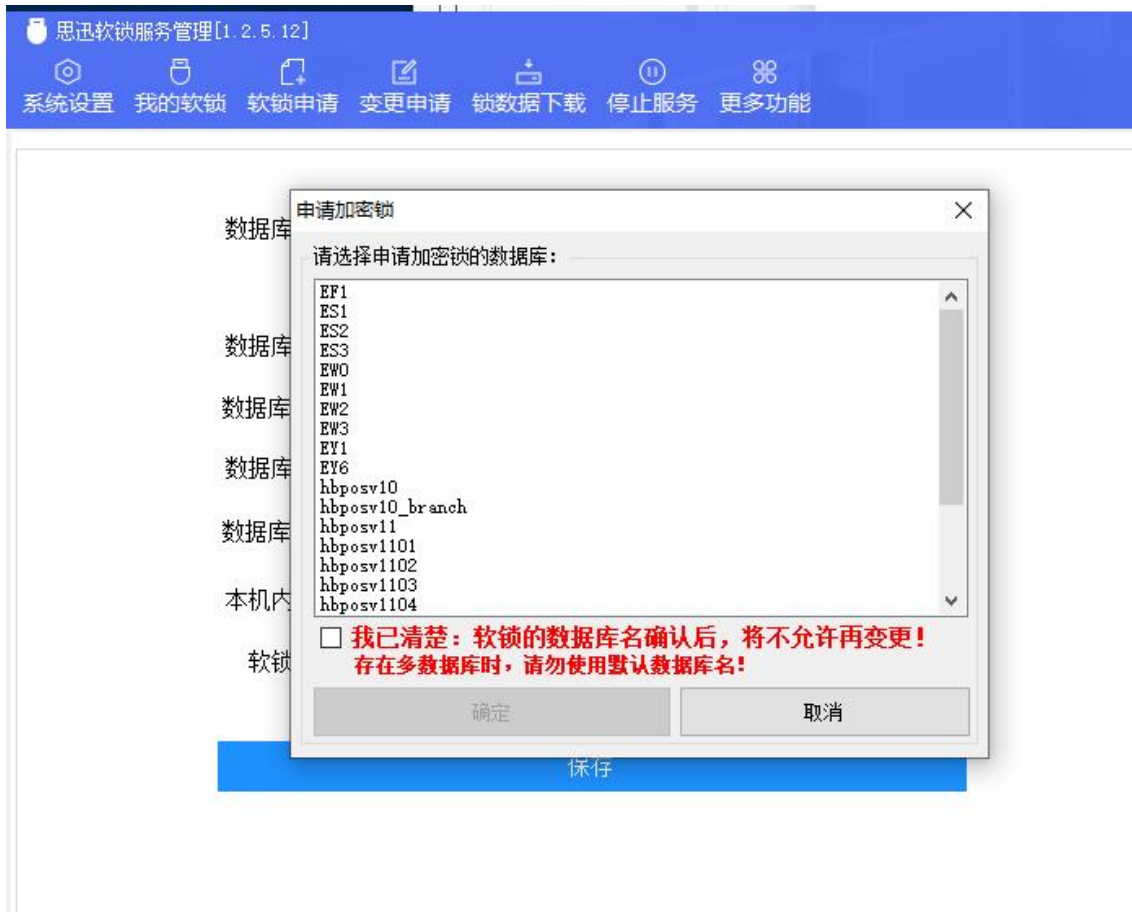 思迅软锁服务管理[1.2.5.12]
系统设置 我的软锁 软锁申请 变更申请 锁数据下载 停止服务 更多功能
申请加密锁
数据库
请选择申请加密锁的数据库：
EF1
ES1
ES2
数据库
ES3
EW0
EW1
数据库
EW2
EW3
EY1
数据库
EY6
hbposv10
hbposv10_branch
hbposv11
数据库
hbposv1101
hbposv1102
hbposv1103
本机内
hbposv1104
我已清楚：软锁的数据库名确认后，将不允许再变更！
软锁
存在多数据库时，请勿使用默认数据库名！
确定 取消
保存